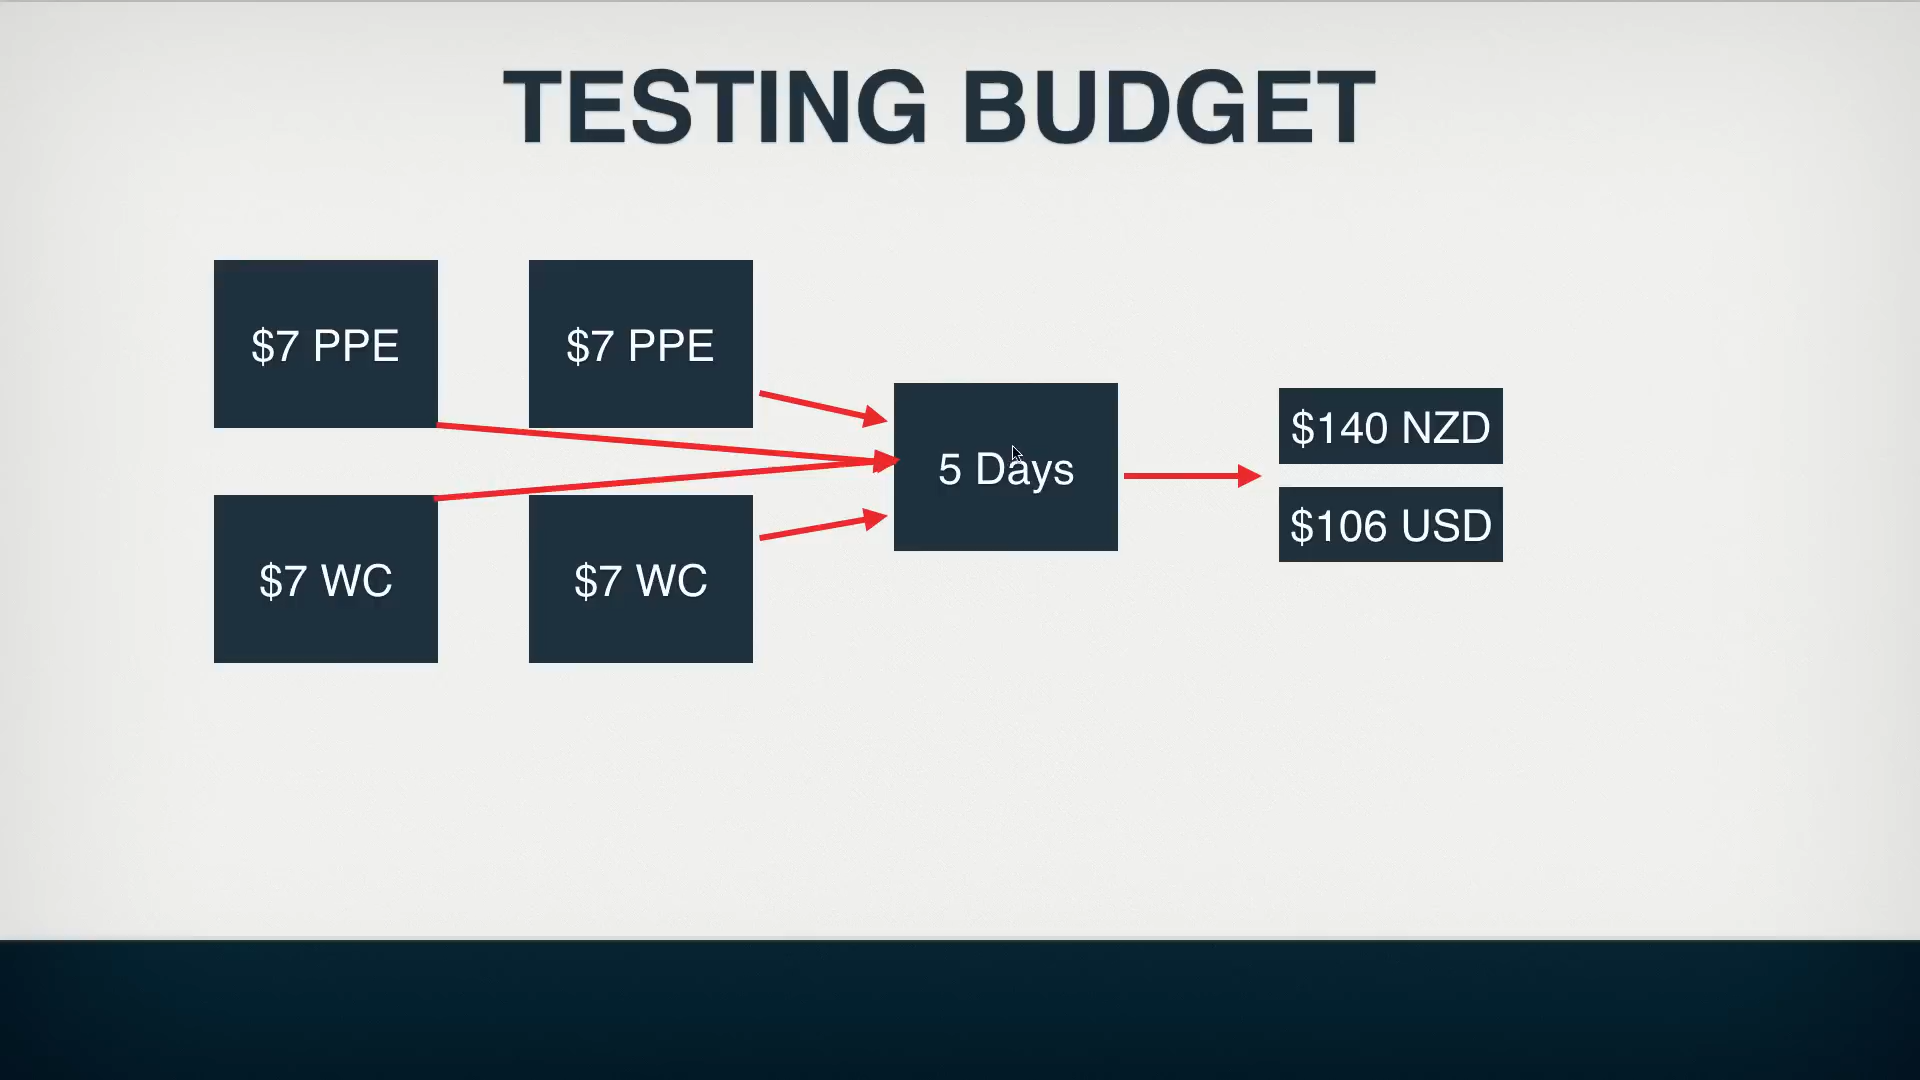 TESTING BUDGET
$7 PPE
$7 PPE
$7 WC
$7 WC
5 Days
$140 NZD
$106 USD